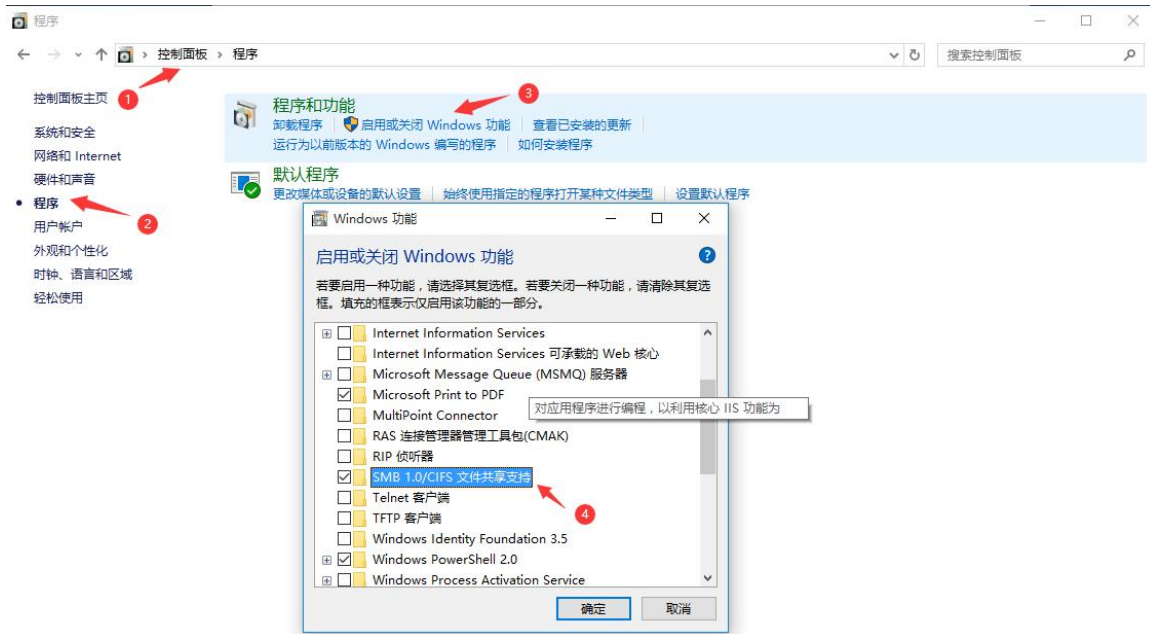 程序
控制面板 › 程序
搜索控制面板
控制面板主页
1
系统和安全
网络和 Internet
硬件和声音
程序
2
用户帐户
外观和个性化
时钟、语言和区域
轻松使用
程序和功能
3
卸载程序 启用或关闭 Windows 功能 查看已安装的更新
运行为以前版本的 Windows 编写的程序 如何安装程序
默认程序
更改媒体或设备的默认设置 始终使用指定的程序打开某种文件类型 设置默认程序
Windows 功能
启用或关闭 Windows 功能
若要启用一种功能，请选择其复选框。若要关闭一种功能，请清除其复选
框。填充的框表示仅启用该功能的一部分。
Internet Information Services
Internet Information Services 可承载的 Web 核心
Microsoft Message Queue (MSMQ) 服务器
Microsoft Print to PDF
对应用程序进行编程，以利用核心 IIS 功能为
MultiPoint Connector
RAS 连接管理器管理工具包(CMAK)
RIP 侦听器
SMB 1.0/CIFS 文件共享支持
4
Telnet 客户端
TFTP 客户端
Windows Identity Foundation 3.5
Windows PowerShell 2.0
Windows Process Activation Service
确定 取消